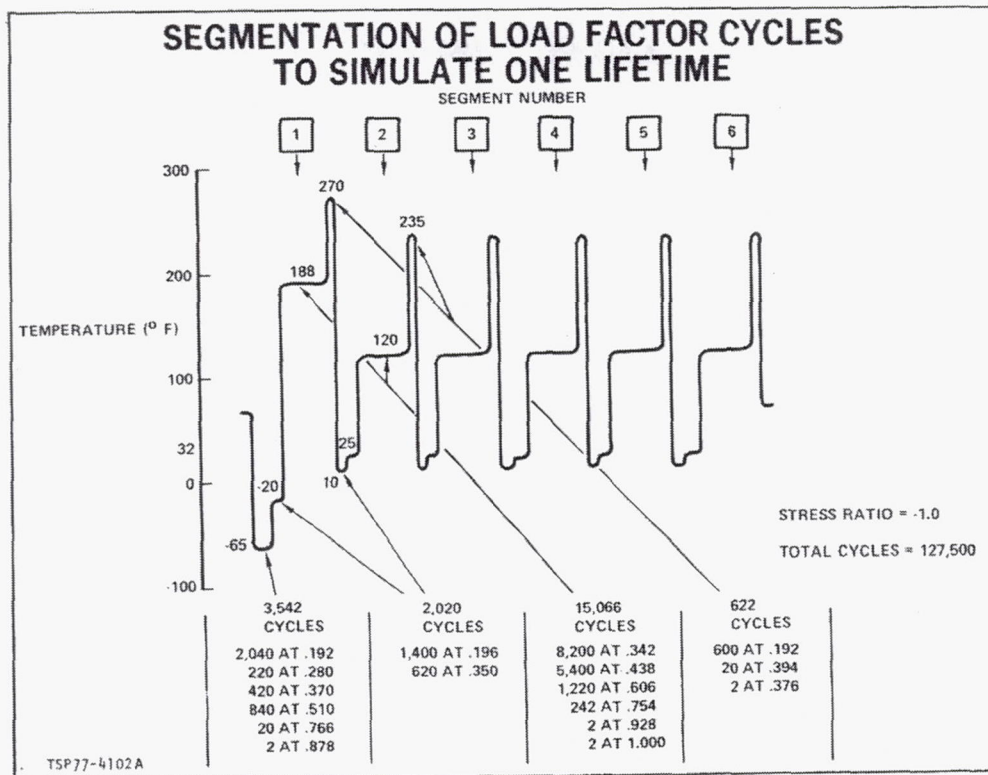 SEGMENTATION OF LOAD FACTOR CYCLES
TO SIMULATE ONE LIFETIME
SEGMENT NUMBER
1 2 3 4 5 6
300
270
235
200
188
TEMPERATURE (° F)
120
100
32
25
0
-20
10
-65
-100
STRESS RATIO = -1.0
TOTAL CYCLES = 127,500
3,542
CYCLES
2,040 AT .192
220 AT .280
420 AT .370
840 AT .510
20 AT .766
2 AT .878
2,020
CYCLES
1,400 AT .196
620 AT .350
15,066
CYCLES
8,200 AT .342
5,400 AT .438
1,220 AT .606
242 AT .754
2 AT .928
2 AT 1.000
622
CYCLES
600 AT .192
20 AT .394
2 AT .376
TSP77-4102A